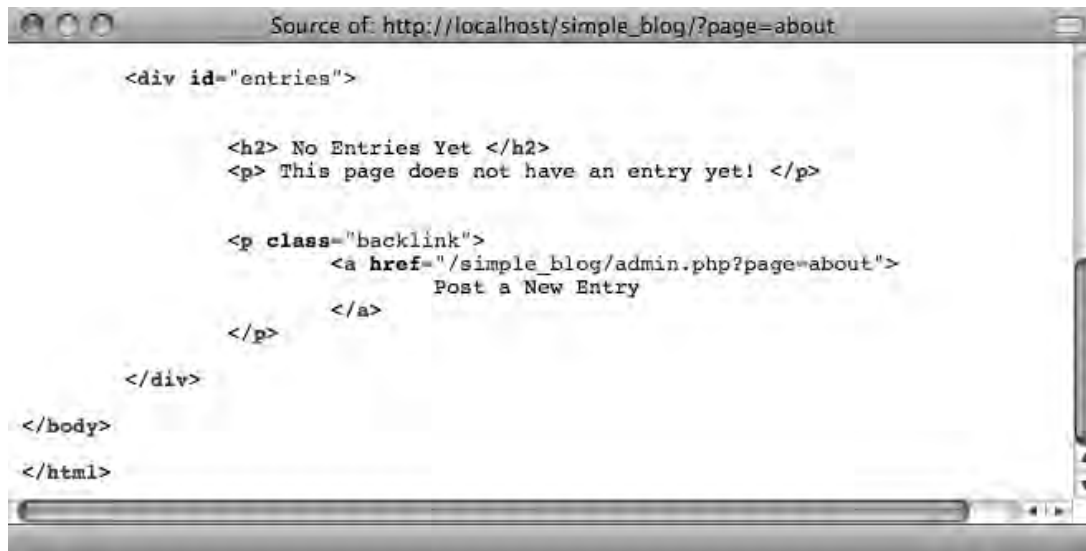 Source of: http://localhost/simple_blog/?page=about
<div id="entries">
<h2> No Entries Yet </h2>
<p> This page does not have an entry yet! </p>
<p class="backlink">
<a href="/simple_blog/admin.php?page=about">
Post a New Entry
</a>
</p>
</div>
</body>
</html>